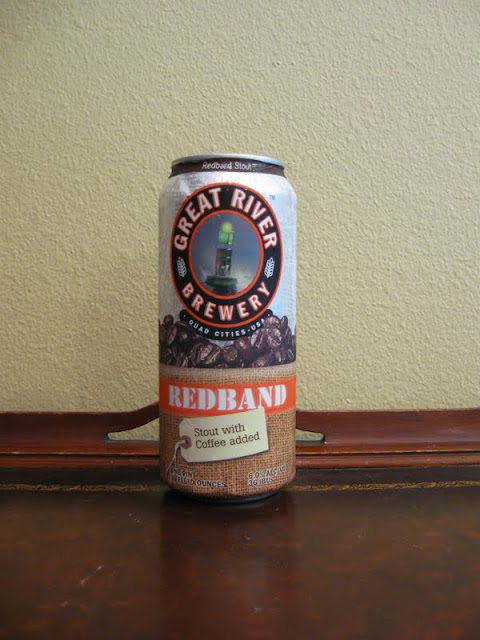 Redband Stout
GREAT RIVER
BREWERY
QUAD CITIES·USA
REDBAND
Stout with
Coffee added